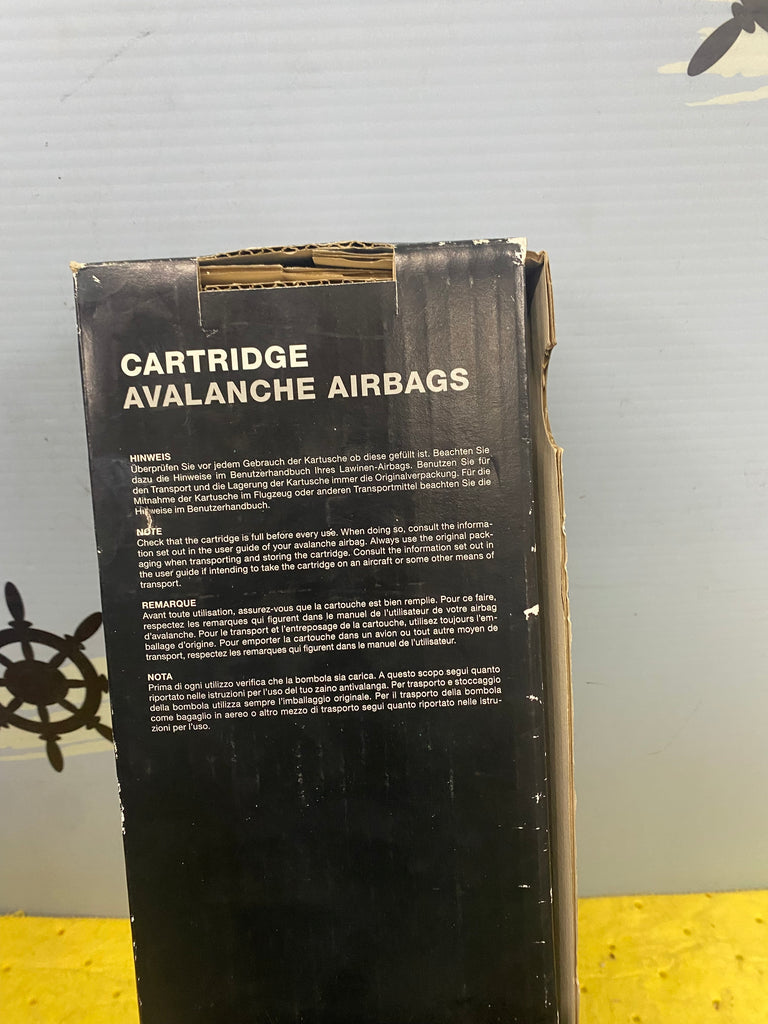 CARTRIDGE
AVALANCHE AIRBAGS
HINWEIS
Überprüfen Sie vor jedem Gebrauch der Kartusche ob diese gefüllt ist. Beachten Sie
dazu die Hinweise im Benutzerhandbuch Ihres Lawinen-Airbags. Benutzen Sie für
den Transport und die Lagerung der Kartusche immer die Originalverpackung. Für die
Mitnahme der Kartusche im Flugzeug oder anderen Transportmittel beachten Sie die
Hinweise im Benutzerhandbuch.
NOTE
Check that the cartridge is full before every use. When doing so, consult the informa-
tion set out in the user guide of your avalanche airbag. Always use the original pack-
aging when transporting and storing the cartridge. Consult the information set out in
the user guide if intending to take the cartridge on an aircraft or some other means of
transport.
REMARQUE
Avant toute utilisation, assurez-vous que la cartouche est bien remplie. Pour ce faire,
respectez les remarques qui figurent dans le manuel de l'utilisateur de votre airbag
d'avalanche. Pour le transport et l'entreposage de la cartouche, utilisez toujours l'em-
ballage d'origine. Pour emporter la cartouche dans un avion ou tout autre moyen de
transport, respectez les remarques qui figurent dans le manuel de l'utilisateur.
NOTA
Prima di ogni utilizzo verifica che la bombola sia carica. A questo scopo segui quanto
riportato nelle istruzioni per l'uso del tuo zaino antivalanga. Per trasporto e stoccaggio
della bombola utilizza sempre l'imballaggio originale. Per il trasporto della bombola
come bagaglio in aereo o altro mezzo di trasporto segui quanto riportato nelle istru-
zioni per l'uso.